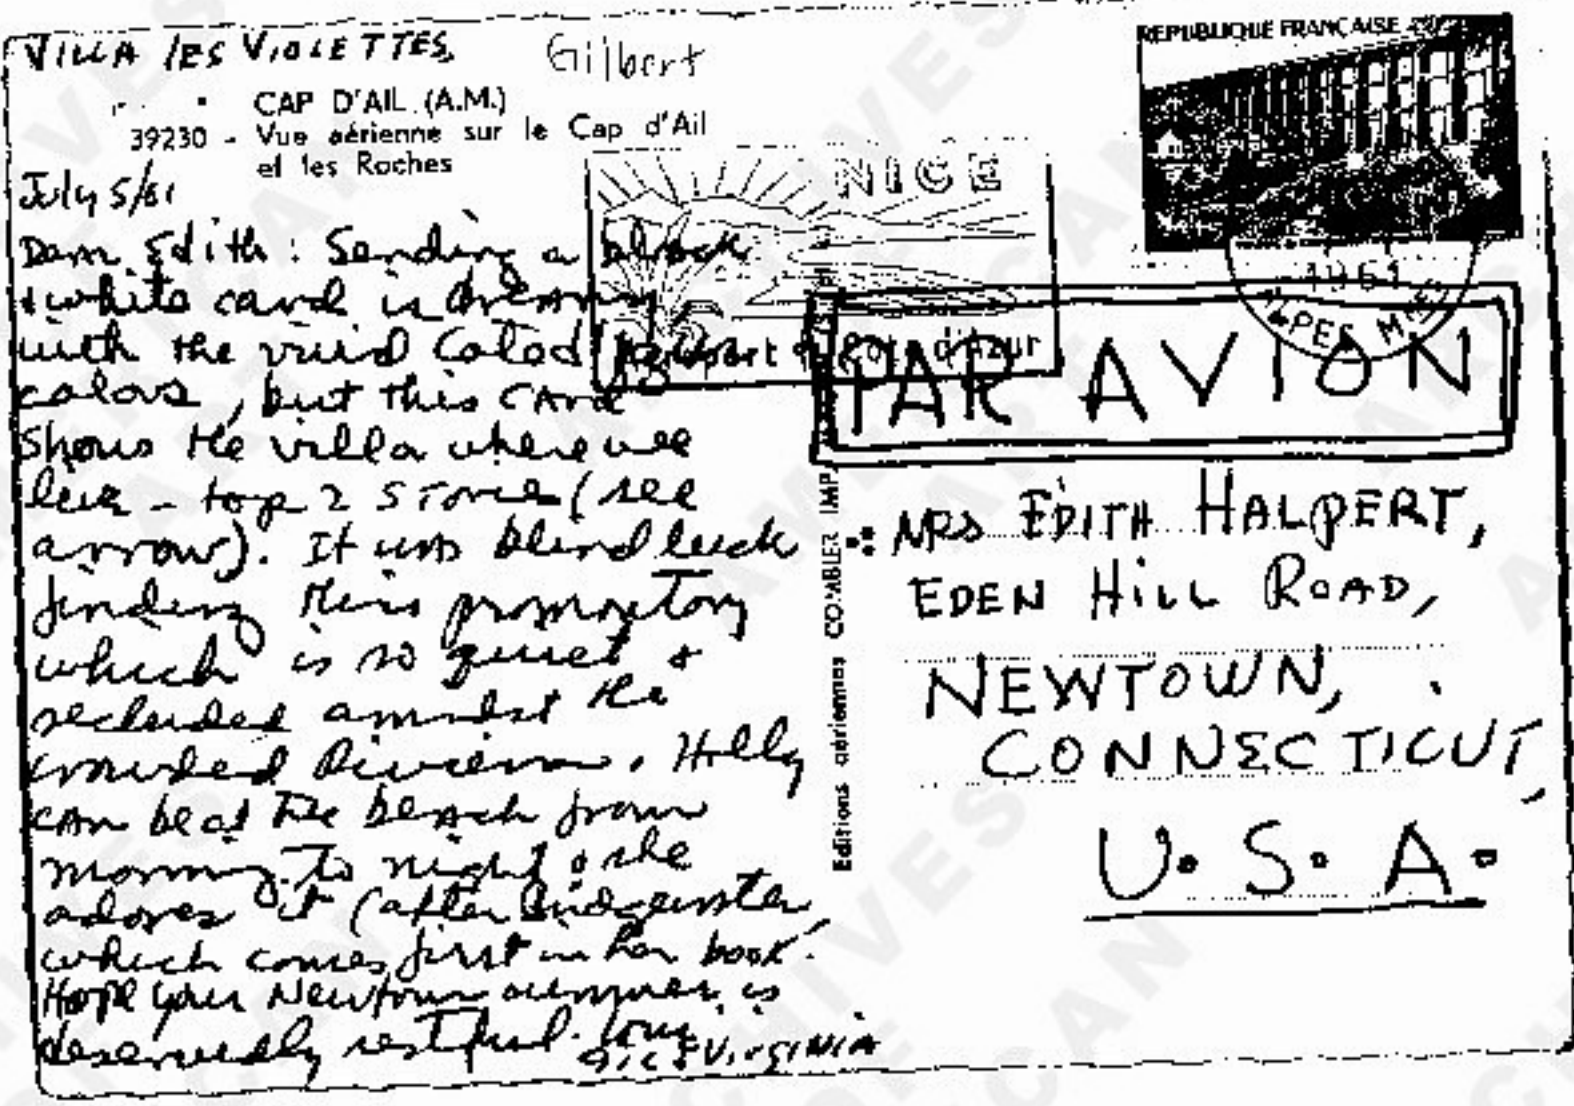 VILLA lES VIOLETTES,
Gilbert
CAP D'AIL (A.M.)
39230 - Vue aérienne sur le Cap d'Ail
et les Roches
July 5/61
Dear Edith: Sending a black
+ white card is dreary
with the vivid
colors, but this CARD
Shows the villa where we
live - top 2 STories (see
arrow). It was blind luck
finding this promontory
which is so quiet +
secluded amidst the
crowded Riviera. Holly
CAn be at The beach from
morning To night & she
adores it (after
which comes first in her book.
Hope your Newtown summer is
deservedly restful. Love
& VirgINIA
REPUBLIQUE FRANÇAISE
NICE
d'Azur
1961
ALPES Mmes
PAR AVION
Editions aériennes COMBIER IMP.
MRS EDITH HALPERT,
EDEN HILL ROAD,
NEWTOWN,
CONNECTICUT,
U.S.A.